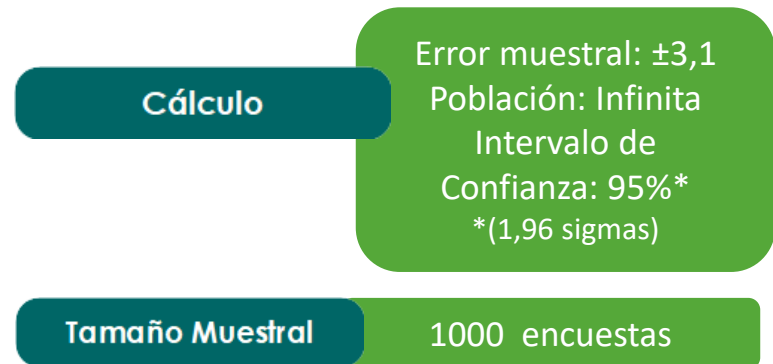 Cálculo
Error muestral: ±3,1
Población: Infinita
Intervalo de
Confianza: 95%*
*(1,96 sigmas)
Tamaño Muestral
1000 encuestas